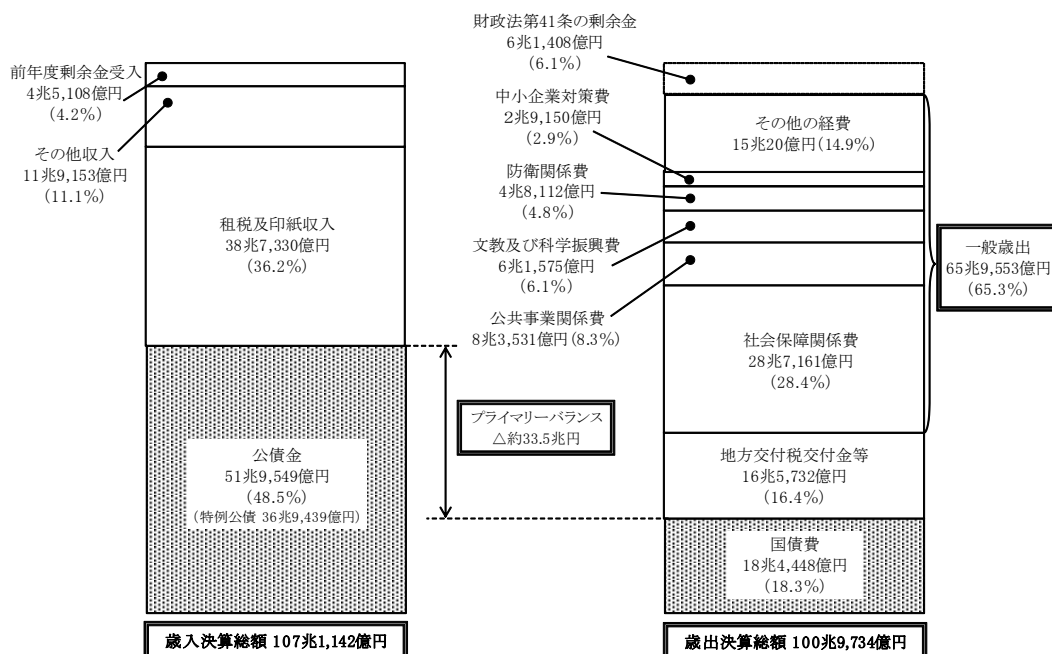 前年度剰余金受入
4兆5,108億円
(4.2%)
その他収入
11兆9,153億円
(11.1%)
租税及印紙収入
38兆7,330億円
(36.2%)
公債金
51兆9,549億円
(48.5%)
(特例公債 36兆9,439億円)
歳入決算総額 107兆1,142億円
プライマリーバランス
△約33.5兆円
財政法第41条の剰余金
6兆1,408億円
(6.1%)
中小企業対策費
2兆9,150億円
(2.9%)
防衛関係費
4兆8,112億円
(4.8%)
文教及び科学振興費
6兆1,575億円
(6.1%)
公共事業関係費
8兆3,531億円(8.3%)
その他の経費
15兆20億円(14.9%)
社会保障関係費
28兆7,161億円
(28.4%)
地方交付税交付金等
16兆5,732億円
(16.4%)
国債費
18兆4,448億円
(18.3%)
歳出決算総額 100兆9,734億円
一般歳出
65兆9,553億円
(65.3%)